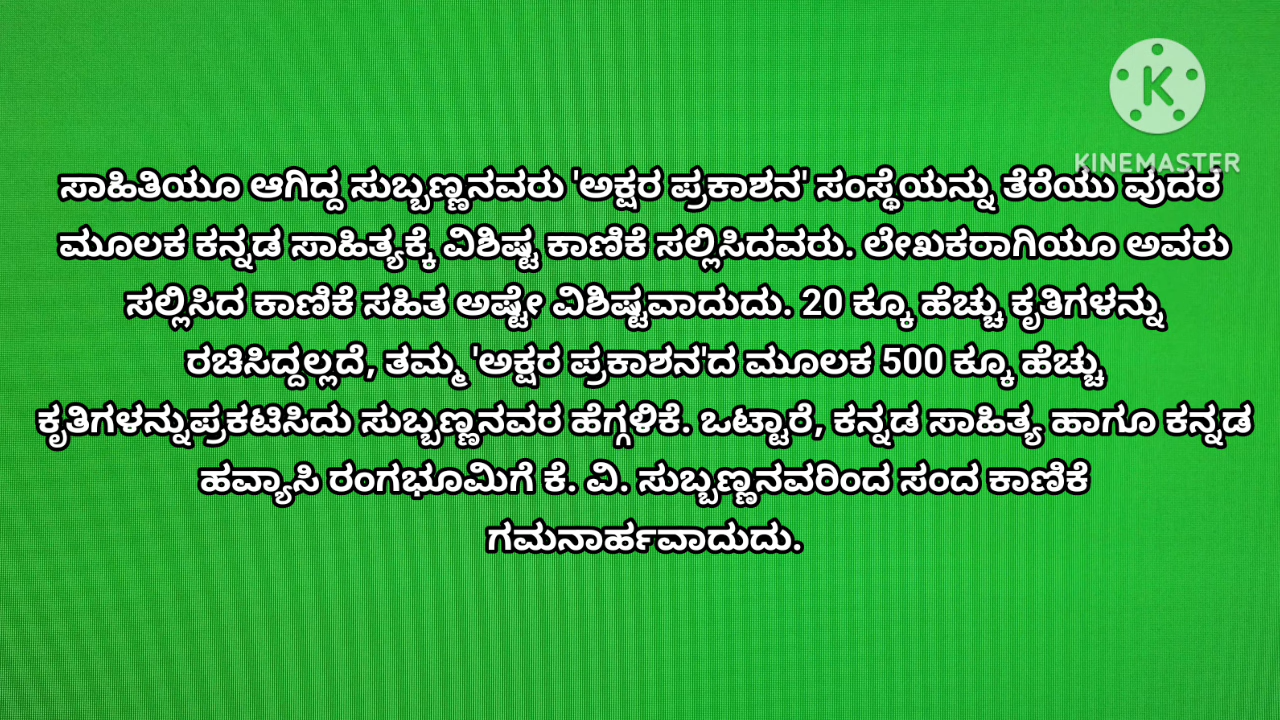 KINEMASTER
ಸಾಹಿತಿಯೂ ಆಗಿದ್ದ ಸುಬ್ಬಣ್ಣನವರು 'ಅಕ್ಷರ ಪ್ರಕಾಶನ' ಸಂಸ್ಥೆಯನ್ನು ತೆರೆಯು ವುದರ
ಮೂಲಕ ಕನ್ನಡ ಸಾಹಿತ್ಯಕ್ಕೆ ವಿಶಿಷ್ಟ ಕಾಣಿಕೆ ಸಲ್ಲಿಸಿದವರು. ಲೇಖಕರಾಗಿಯೂ ಅವರು
ಸಲ್ಲಿಸಿದ ಕಾಣಿಕೆ ಸಹಿತ ಅಷ್ಟೇ ವಿಶಿಷ್ಟವಾದುದು. 20 ಕ್ಕೂ ಹೆಚ್ಚು ಕೃತಿಗಳನ್ನು
ರಚಿಸಿದ್ದಲ್ಲದೆ, ತಮ್ಮ 'ಅಕ್ಷರ ಪ್ರಕಾಶನ'ದ ಮೂಲಕ 500 ಕ್ಕೂ ಹೆಚ್ಚು
ಕೃತಿಗಳನ್ನುಪ್ರಕಟಿಸಿದು ಸುಬ್ಬಣ್ಣನವರ ಹೆಗ್ಗಳಿಕೆ. ಒಟ್ಟಾರೆ, ಕನ್ನಡ ಸಾಹಿತ್ಯ ಹಾಗೂ ಕನ್ನಡ
ಹವ್ಯಾಸಿ ರಂಗಭೂಮಿಗೆ ಕೆ. ವಿ. ಸುಬ್ಬಣ್ಣನವರಿಂದ ಸಂದ ಕಾಣಿಕೆ
ಗಮನಾರ್ಹವಾದುದು.